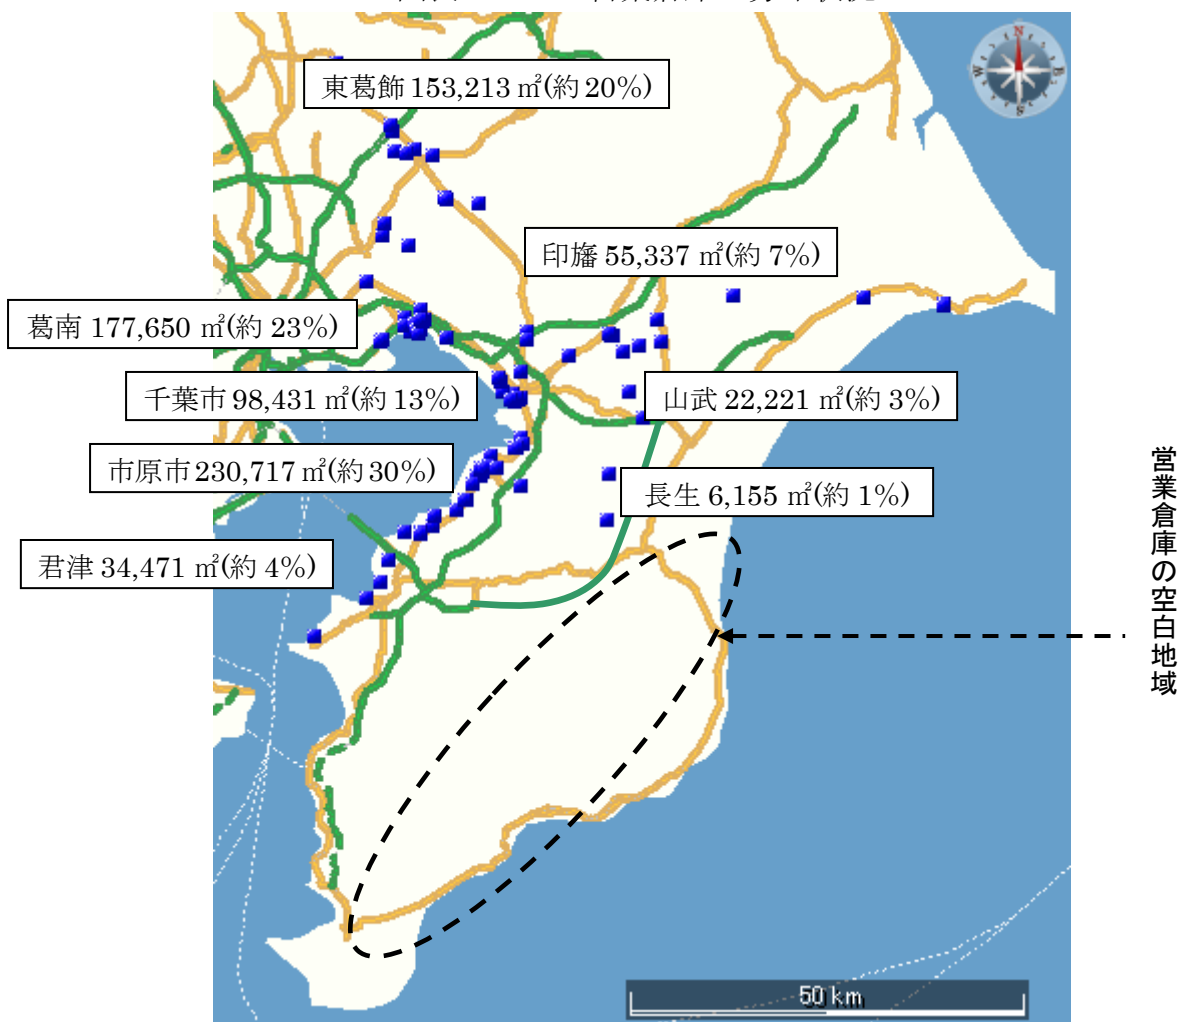 東葛飾 153,213 ㎡(約 20%)
印旛 55,337 ㎡(約 7%)
葛南 177,650 ㎡(約 23%)
千葉市 98,431 ㎡(約 13%)
山武 22,221 ㎡(約 3%)
市原市 230,717 ㎡(約 30%)
長生 6,155 ㎡(約 1%)
君津 34,471 ㎡(約 4%)
営業倉庫の空白地域
N
S
50 km